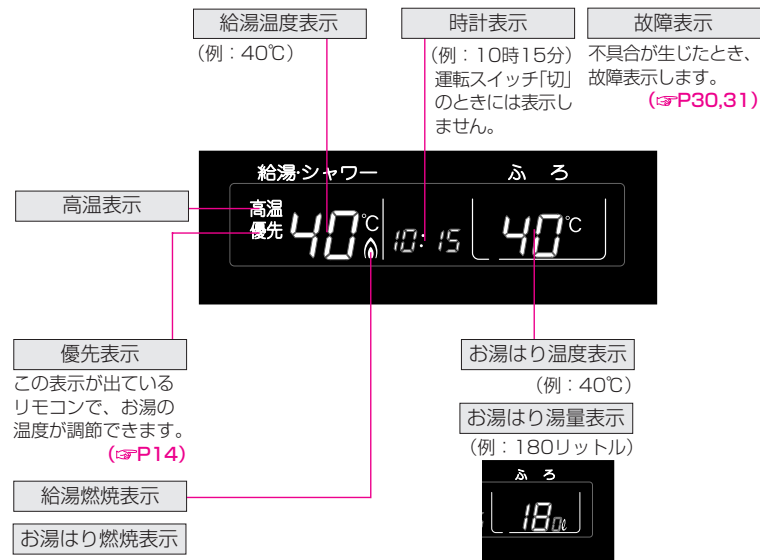 給湯温度表示
(例：40℃)
時計表示
(例：10時15分)
運転スイッチ「切」
のときには表示し
ません。
故障表示
不具合が生じたとき、
故障表示します。
(☞P30,31)
給湯・シャワー
ふ ろ
高温
優先
40℃
10:15
40℃
高温表示
優先表示
この表示が出ている
リモコンで、お湯の
温度が調節できます。
(☞P14)
給湯燃焼表示
お湯はり燃焼表示
お湯はり温度表示
(例：40℃)
お湯はり湯量表示
(例：180リットル)
ふ ろ
180ℓ